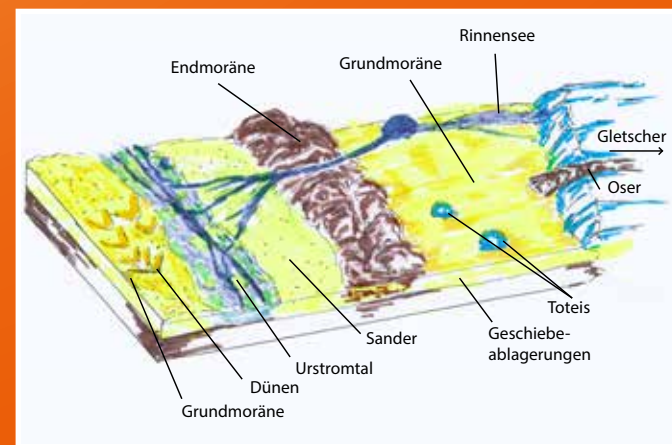 Rinnensee
Endmoräne
Grundmoräne
Gletscher
Oser
Toteis
Geschiebe-
ablagerungen
Sander
Urstromtal
Dünen
Grundmoräne